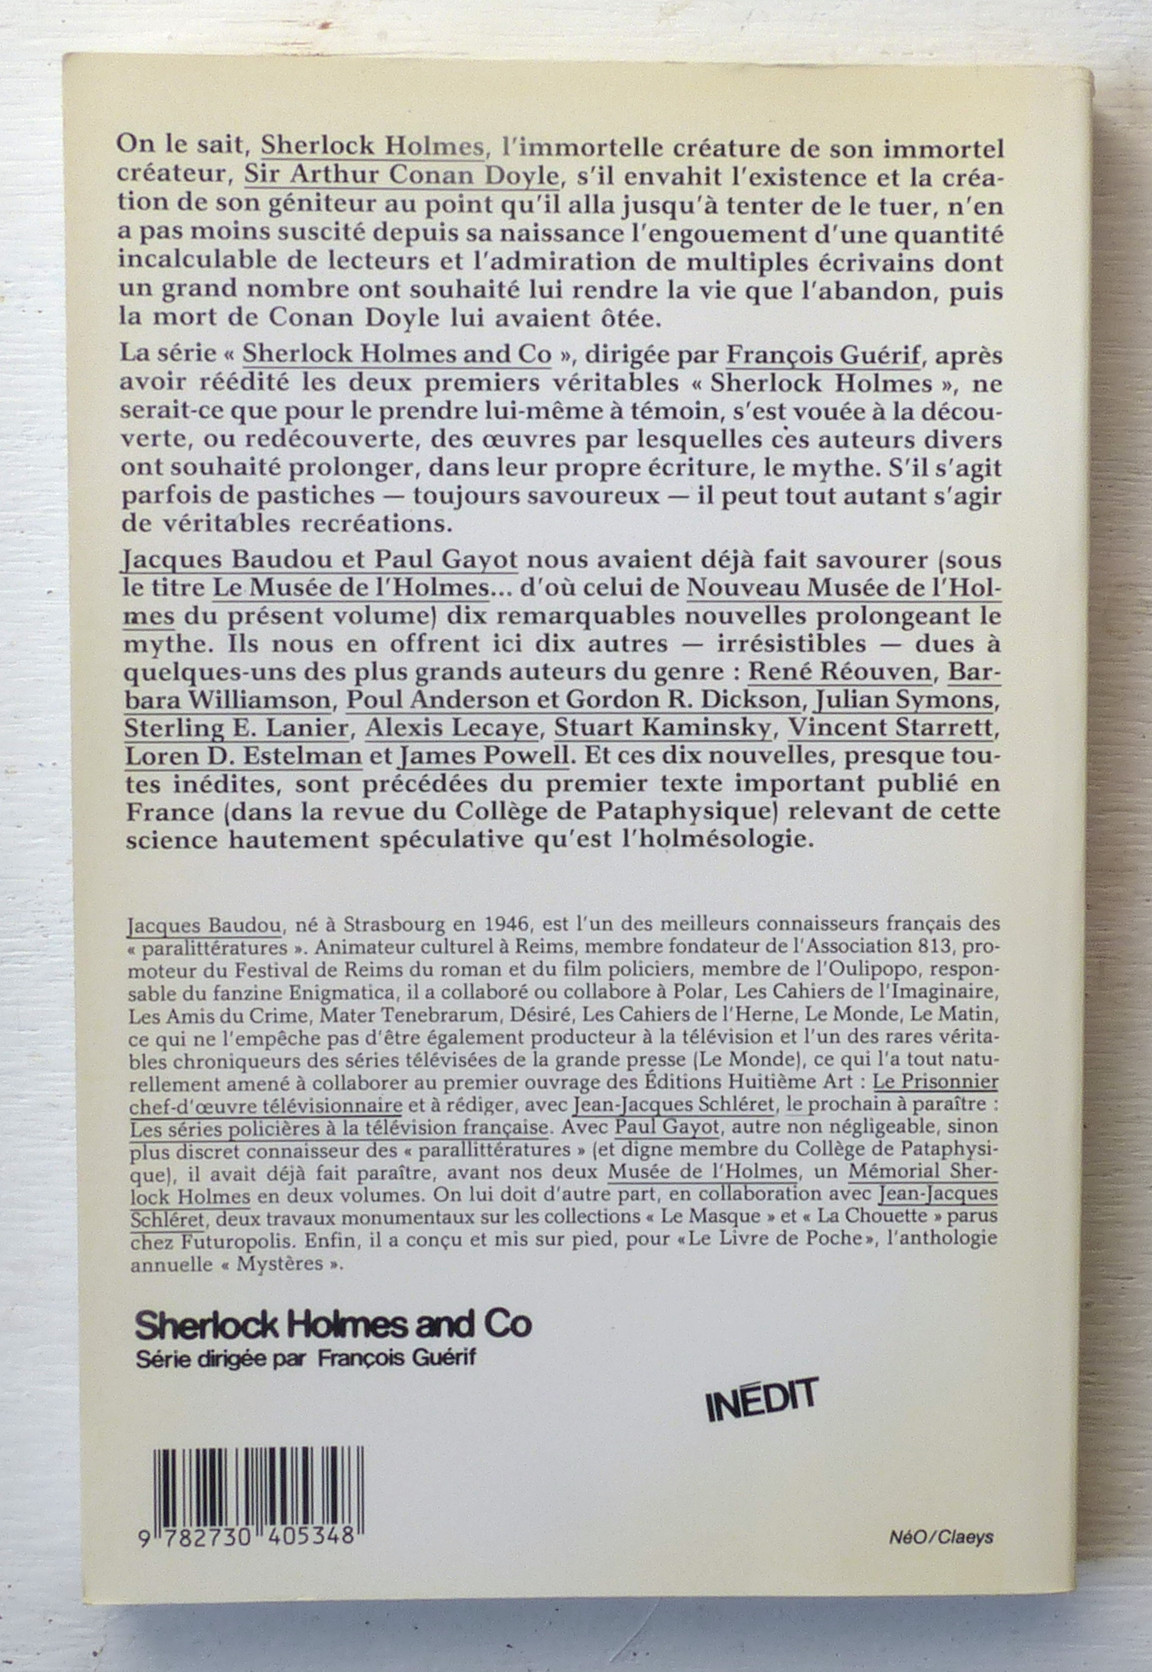 On le sait, Sherlock Holmes, l'immortelle créature de son immortel
créateur, Sir Arthur Conan Doyle, s'il envahit l'existence et la créa-
tion de son géniteur au point qu'il alla jusqu'à tenter de le tuer, n'en
a pas moins suscité depuis sa naissance l'engouement d'une quantité
incalculable de lecteurs et l'admiration de multiples écrivains dont
un grand nombre ont souhaité lui rendre la vie que l'abandon, puis
la mort de Conan Doyle lui avaient ôtée.
La série « Sherlock Holmes and Co », dirigée par François Guérif, après
avoir réédité les deux premiers véritables « Sherlock Holmes », ne
serait-ce que pour le prendre lui-même à témoin, s'est vouée à la décou-
verte, ou redécouverte, des œuvres par lesquelles ces auteurs divers
ont souhaité prolonger, dans leur propre écriture, le mythe. S'il s'agit
parfois de pastiches — toujours savoureux — il peut tout autant s'agir
de véritables recréations.
Jacques Baudou et Paul Gayot nous avaient déjà fait savourer (sous
le titre Le Musée de l'Holmes... d'où celui de Nouveau Musée de l'Hol-
mes du présent volume) dix remarquables nouvelles prolongeant le
mythe. Ils nous en offrent ici dix autres — irrésistibles — dues à
quelques-uns des plus grands auteurs du genre : René Réouven, Bar-
bara Williamson, Poul Anderson et Gordon R. Dickson, Julian Symons,
Sterling E. Lanier, Alexis Lecaye, Stuart Kaminsky, Vincent Starrett,
Loren D. Estelman et James Powell. Et ces dix nouvelles, presque tou-
tes inédites, sont précédées du premier texte important publié en
France (dans la revue du Collège de Pataphysique) relevant de cette
science hautement spéculative qu'est l'holmésologie.
Jacques Baudou, né à Strasbourg en 1946, est l'un des meilleurs connaisseurs français des
« paralittératures ». Animateur culturel à Reims, membre fondateur de l'Association 813, pro-
moteur du Festival de Reims du roman et du film policiers, membre de l'Oulipopo, respon-
sable du fanzine Enigmatica, il a collaboré ou collabore à Polar, Les Cahiers de l'Imaginaire,
Les Amis du Crime, Mater Tenebrarum, Désiré, Les Cahiers de l'Herne, Le Monde, Le Matin,
ce qui ne l'empêche pas d'être également producteur à la télévision et l'un des rares vérita-
bles chroniqueurs des séries télévisées de la grande presse (Le Monde), ce qui l'a tout natu-
rellement amené à collaborer au premier ouvrage des Éditions Huitième Art : Le Prisonnier
chef-d'œuvre télévisionnaire et à rédiger, avec Jean-Jacques Schléret, le prochain à paraître :
Les séries policières à la télévision française. Avec Paul Gayot, autre non négligeable, sinon
plus discret connaisseur des « parallittératures » (et digne membre du Collège de Pataphysi-
que), il avait déjà fait paraître, avant nos deux Musée de l'Holmes, un Mémorial Sher-
lock Holmes en deux volumes. On lui doit d'autre part, en collaboration avec Jean-Jacques
Schléret, deux travaux monumentaux sur les collections « Le Masque » et « La Chouette » parus
chez Futuropolis. Enfin, il a conçu et mis sur pied, pour «Le Livre de Poche», l'anthologie
annuelle « Mystères ».
Sherlock Holmes and Co
Série dirigée par François Guérif
INÉDIT
9 782730 405348
NéO/Claeys